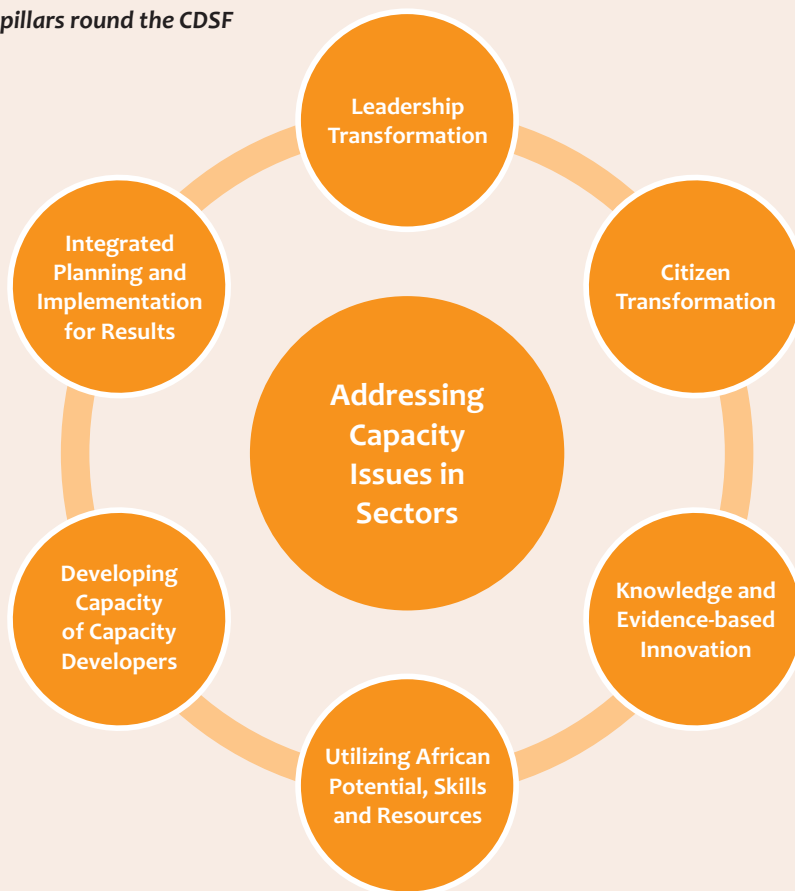 pillars round the CDSF
Leadership
Transformation
Citizen
Transformation
Knowledge and
Evidence-based
Innovation
Utilizing African
Potential, Skills
and Resources
Developing
Capacity
of Capacity
Developers
Integrated
Planning and
Implementation
for Results
Addressing
Capacity
Issues in
Sectors